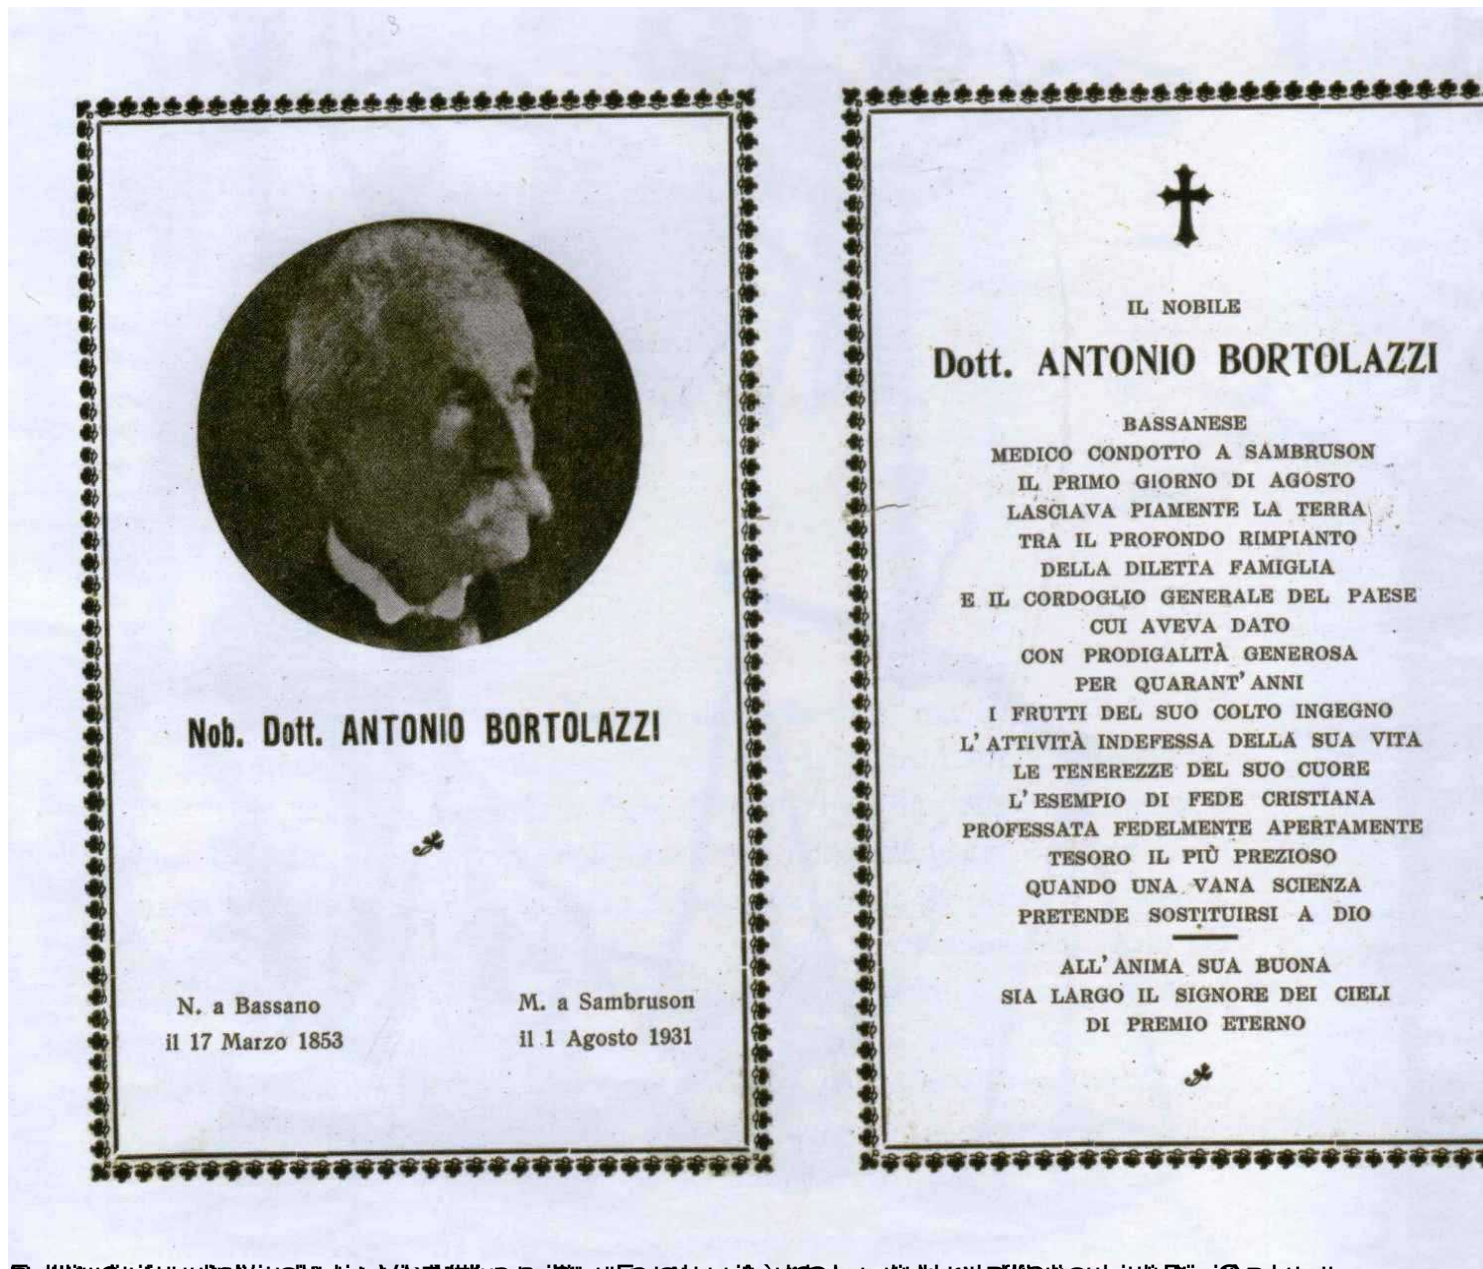 Nob. Dott. ANTONIO BORTOLAZZI
N. a Bassano
il 17 Marzo 1853
M. a Sambruson
il 1 Agosto 1931
IL NOBILE
Dott. ANTONIO BORTOLAZZI
BASSANESE
MEDICO CONDOTTO A SAMBRUSON
IL PRIMO GIORNO DI AGOSTO
LASCIAVA PIAMENTE LA TERRA
TRA IL PROFONDO RIMPIANTO
DELLA DILETTA FAMIGLIA
E IL CORDOGLIO GENERALE DEL PAESE
CUI AVEVA DATO
CON PRODIGALITÀ GENEROSA
PER QUARANT'ANNI
I FRUTTI DEL SUO COLTO INGEGNO
L'ATTIVITÀ INDEFESSA DELLA SUA VITA
LE TENEREZZE DEL SUO CUORE
L'ESEMPIO DI FEDE CRISTIANA
PROFESSATA FEDELMENTE APERTAMENTE
TESORO IL PIÙ PREZIOSO
QUANDO UNA VANA SCIENZA
PRETENDE SOSTITUIRSI A DIO
ALL'ANIMA SUA BUONA
SIA LARGO IL SIGNORE DEI CIELI
DI PREMIO ETERNO